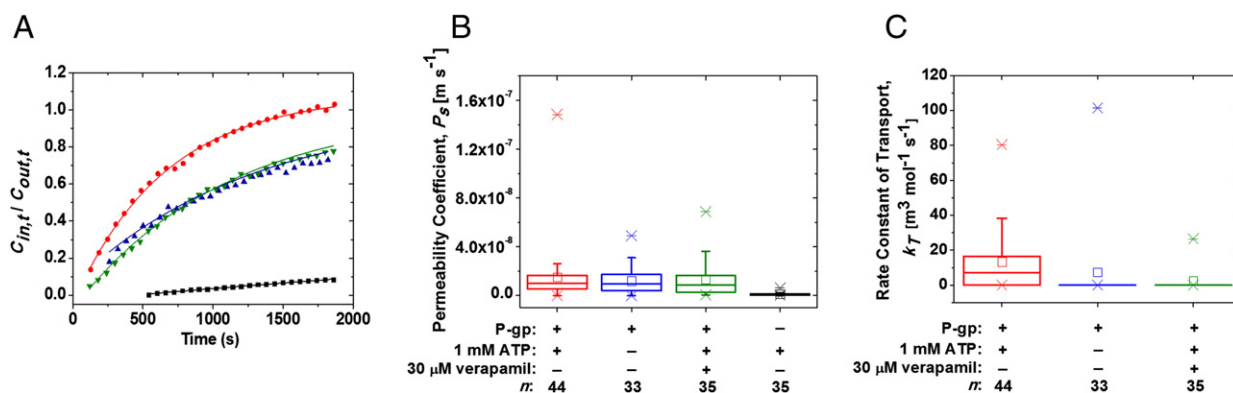 A
C_in,t / C_out,t
1.2
1.0
0.8
0.6
0.4
0.2
0.0
0 500 1000 1500 2000
Time (s)
B
Permeability Coefficient, P_s [m s⁻¹]
1.6x10⁻⁷
1.2x10⁻⁷
8.0x10⁻⁸
4.0x10⁻⁸
0.0
P-gp: + + + –
1 mM ATP: + – + +
30 μM verapamil: – – + –
n: 44 33 35 35
C
Rate Constant of Transport,
k_T [m³ mol⁻¹ s⁻¹]
120
100
80
60
40
20
0
P-gp: + + +
1 mM ATP: + – +
30 μM verapamil: – – +
n: 44 33 35